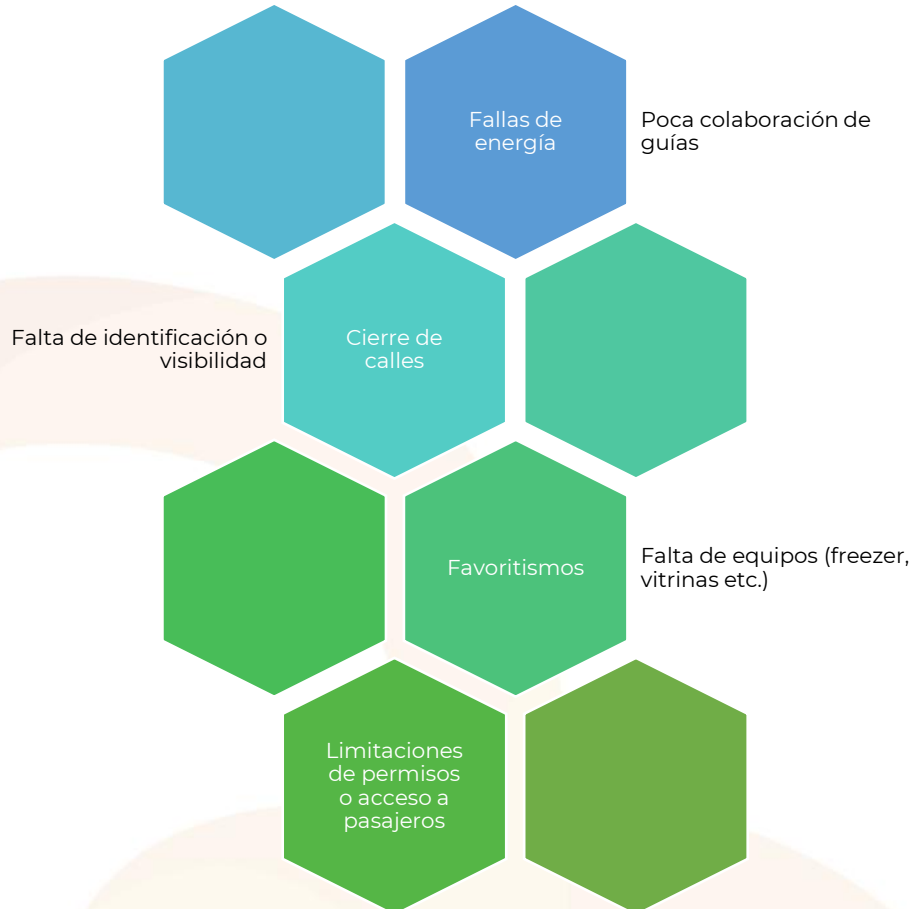 Fallas de
energía
Poca colaboración de
guías
Falta de identificación o
visibilidad
Cierre de
calles
Favoritismos
Falta de equipos (freezer,
vitrinas etc.)
Limitaciones
de permisos
o acceso a
pasajeros